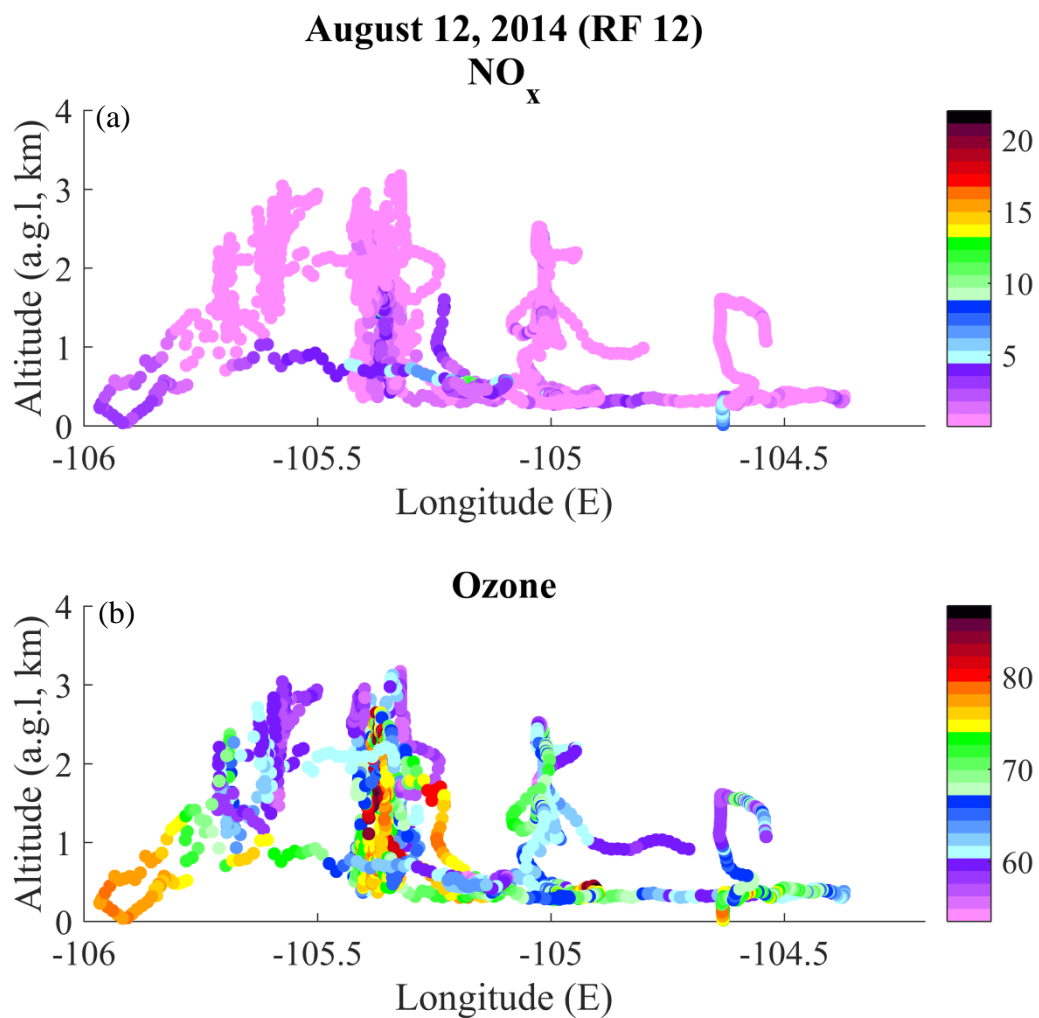 August 12, 2014 (RF 12)
NOx
(a)
4
3
2
1
0
Altitude (a.g.l, km)
-106
-105.5
-105
-104.5
Longitude (E)
20
15
10
5
Ozone
(b)
4
3
2
1
0
Altitude (a.g.l, km)
-106
-105.5
-105
-104.5
Longitude (E)
80
70
60